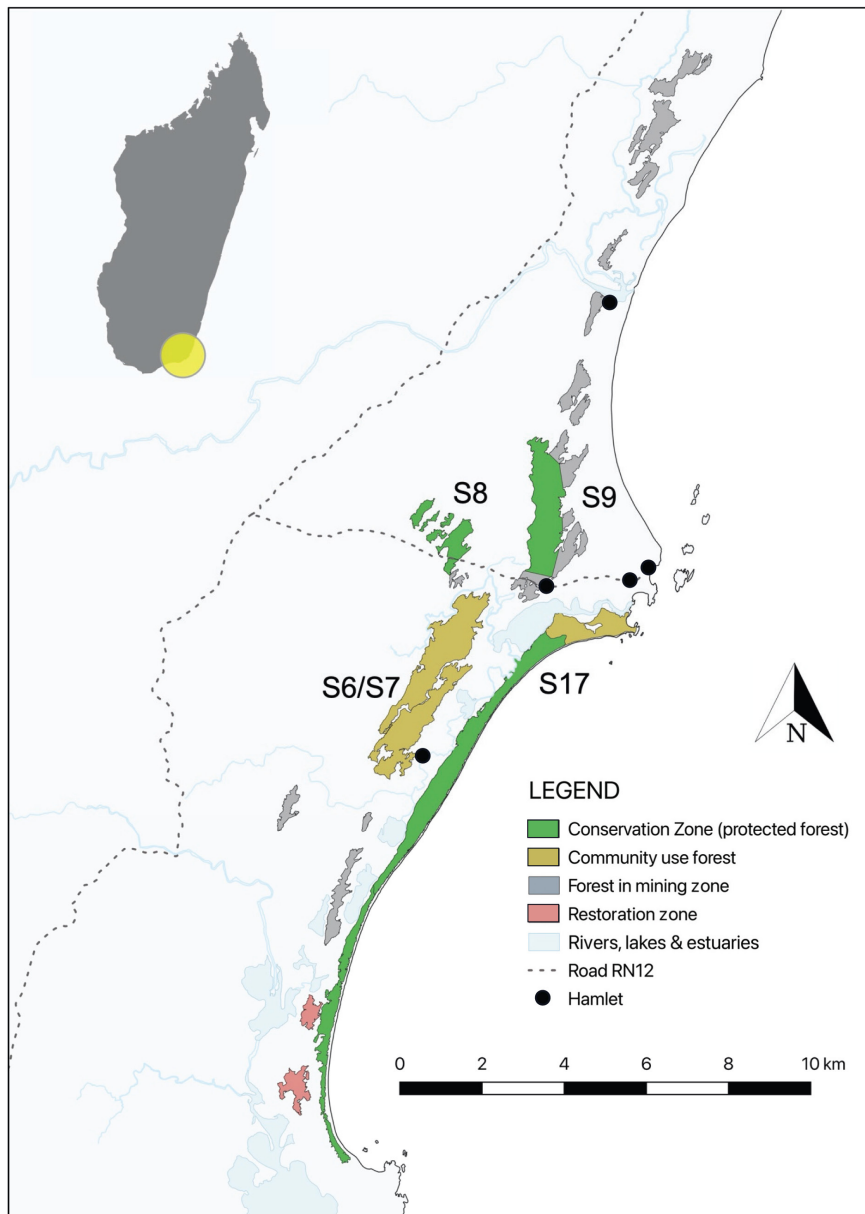 S8
S9
S6/S7
S17
N
LEGEND
Conservation Zone (protected forest)
Community use forest
Forest in mining zone
Restoration zone
Rivers, lakes & estuaries
Road RN12
Hamlet
0 2 4 6 8 10 km